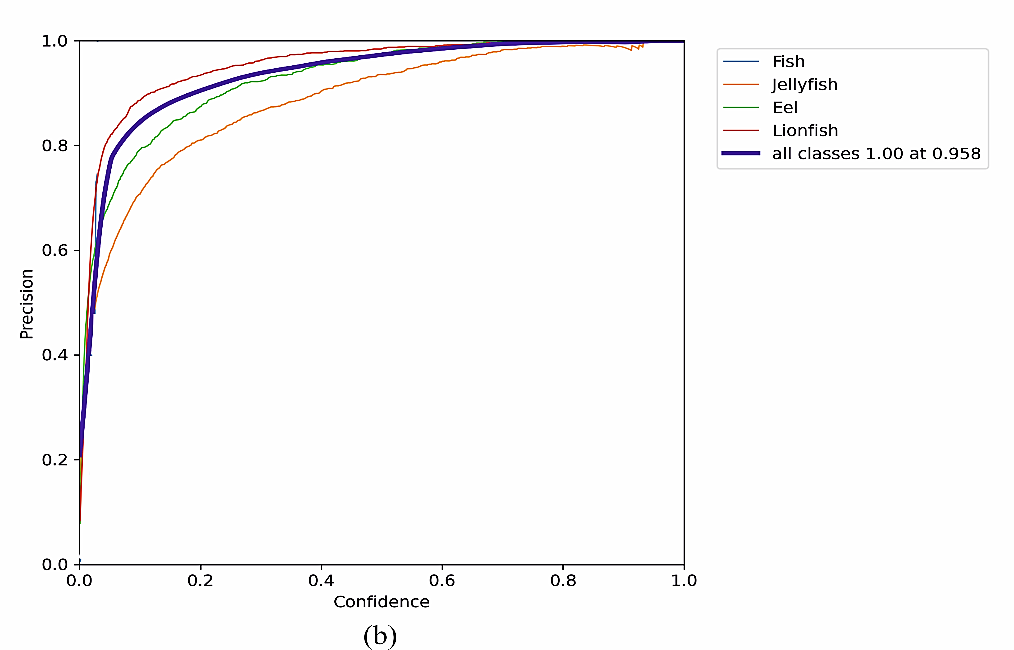 1.0
0.8
0.6
0.4
0.2
0.0
Precision
0.0 0.2 0.4 0.6 0.8 1.0
Confidence
(b)
Fish
Jellyfish
Eel
Lionfish
all classes 1.00 at 0.958